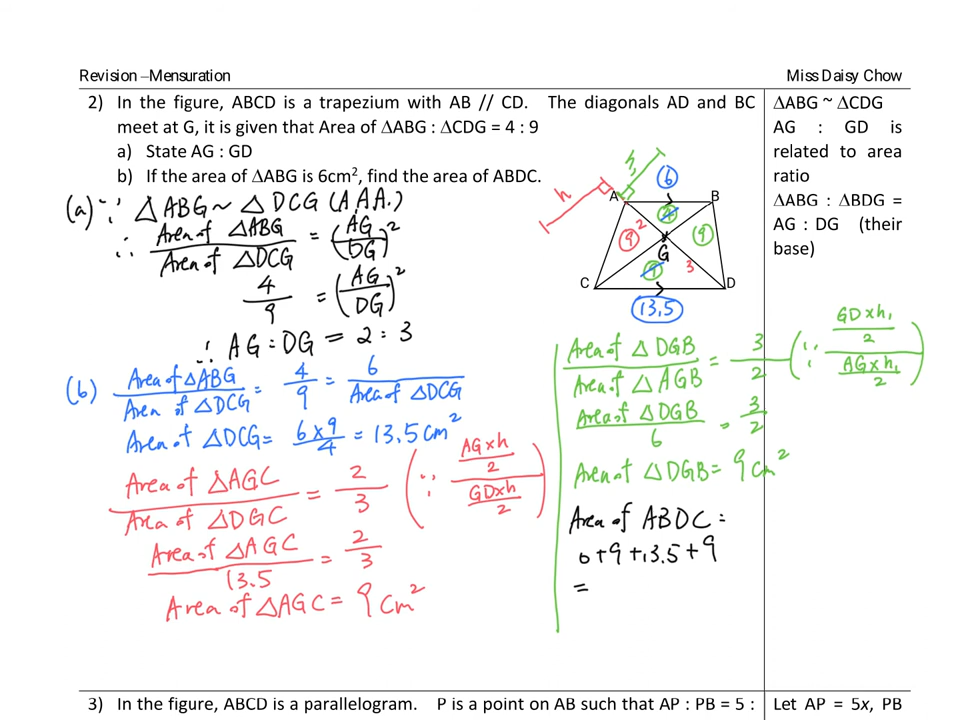 Revision –Mensuration
Miss Daisy Chow
2) In the figure, ABCD is a trapezium with AB // CD. The diagonals AD and BC
meet at G, it is given that Area of ΔABG : ΔCDG = 4 : 9
a) State AG : GD
b) If the area of ΔABG is 6cm², find the area of ABDC.
ΔABG ~ ΔCDG
AG : GD is
related to area
ratio
ΔABG : ΔBDG =
AG : DG (their
base)
h
h₁
6
A
B
4
9
2
9
G
9
3
C
D
13.5
(a) ∵ ΔABG ~ ΔDCG (AAA.)
∴ Area of ΔABG / Area of ΔDCG = (AG/DG)²
4/9 = (AG/DG)²
∴ AG : DG = 2 : 3
(b) Area of ΔABG / Area of ΔDCG = 4/9 = 6 / Area of ΔDCG
Area of ΔDCG = 6×9/4 = 13.5 cm²
Area of ΔAGC / Area of ΔDGC = 2/3 (∵ AG×h/2 / GD×h/2)
Area of ΔAGC / 13.5 = 2/3
Area of ΔAGC = 9 cm²
Area of ΔDGB / Area of ΔAGB = 3/2 (∵ GD×h₁/2 / AG×h₁/2)
Area of ΔDGB / 6 = 3/2
Area of ΔDGB = 9 cm²
Area of ABDC =
6+9+13.5+9
=
3) In the figure, ABCD is a parallelogram. P is a point on AB such that AP : PB = 5 :
Let AP = 5x, PB